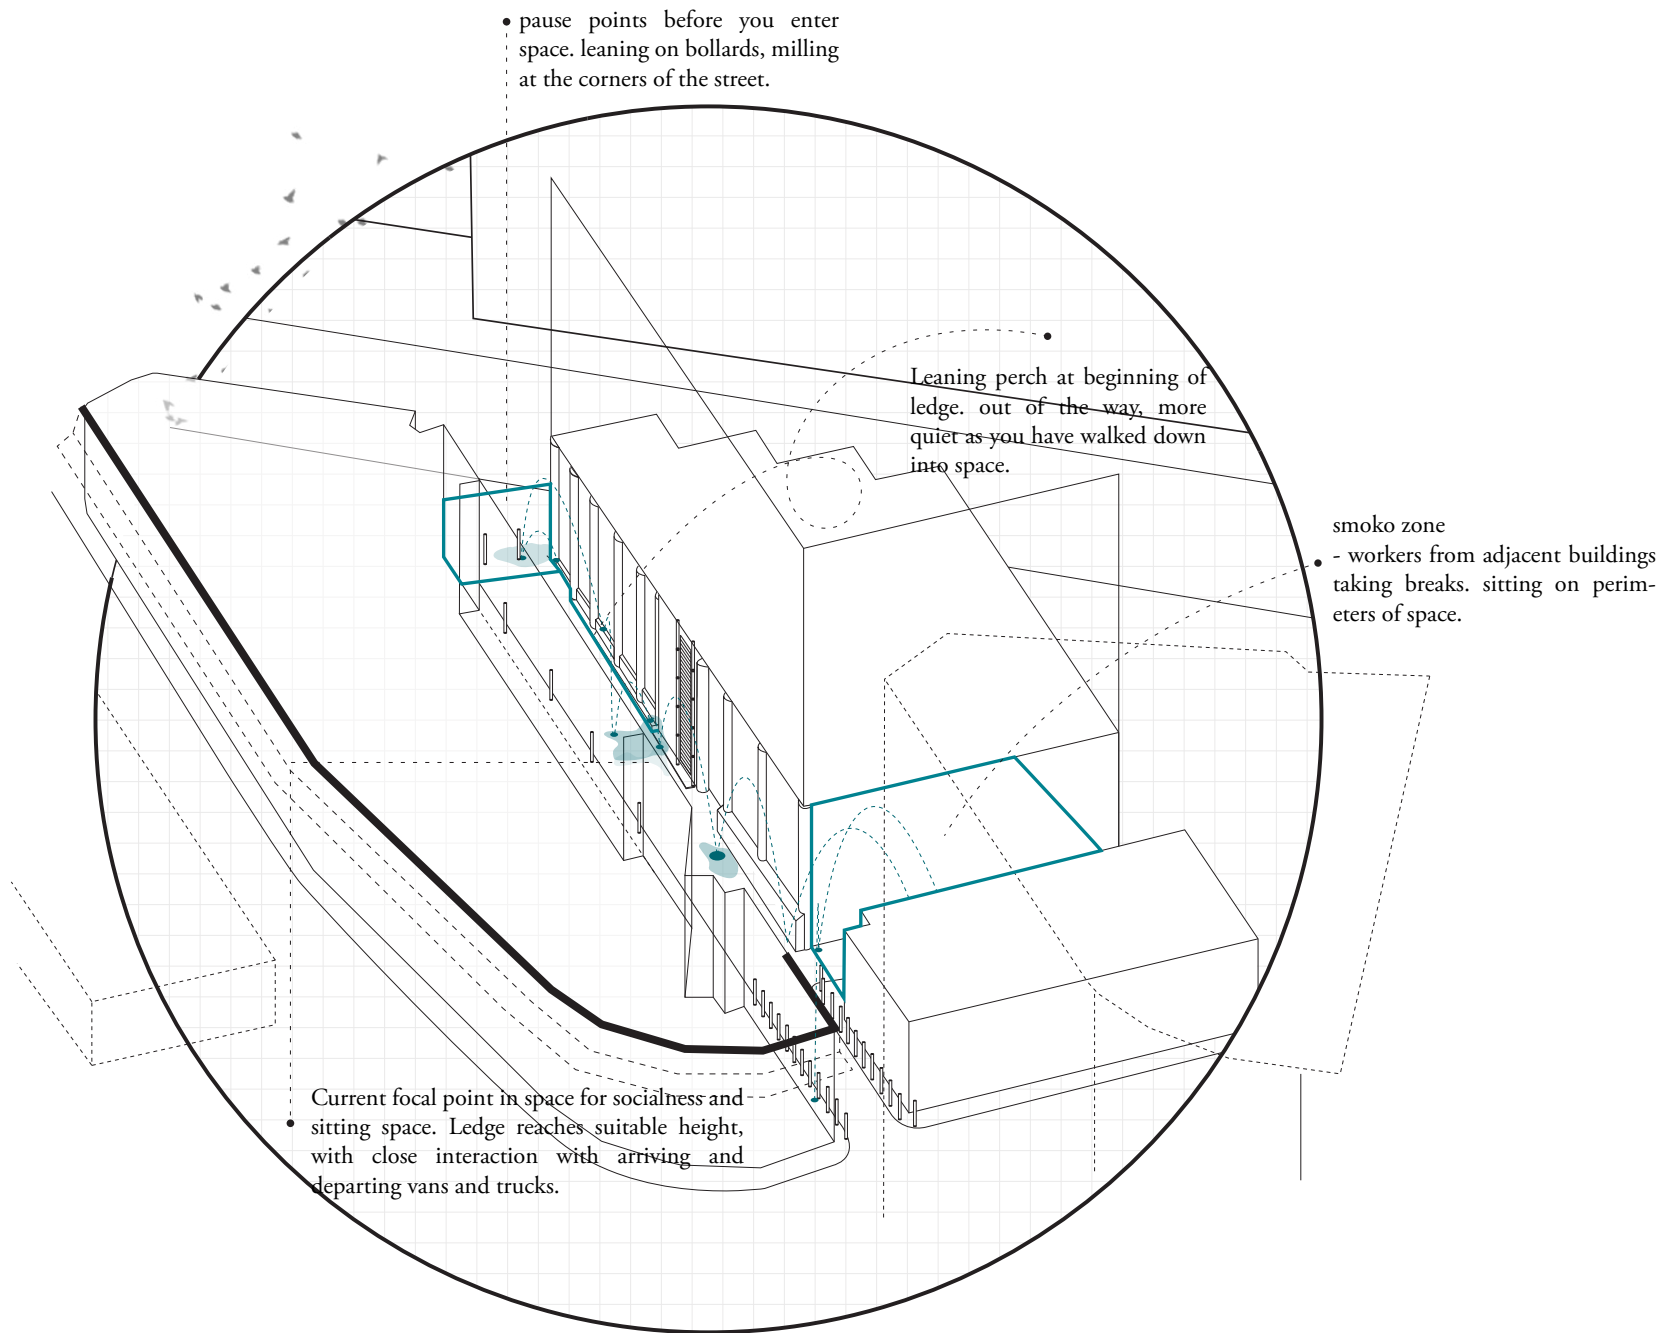 pause points before you enter
space. leaning on bollards, milling
at the corners of the street.
Leaning perch at beginning of
ledge. out of the way, more
quiet as you have walked down
into space.
smoko zone
- workers from adjacent buildings
taking breaks. sitting on perim-
eters of space.
Current focal point in space for socialness and
sitting space. Ledge reaches suitable height,
with close interaction with arriving and
departing vans and trucks.